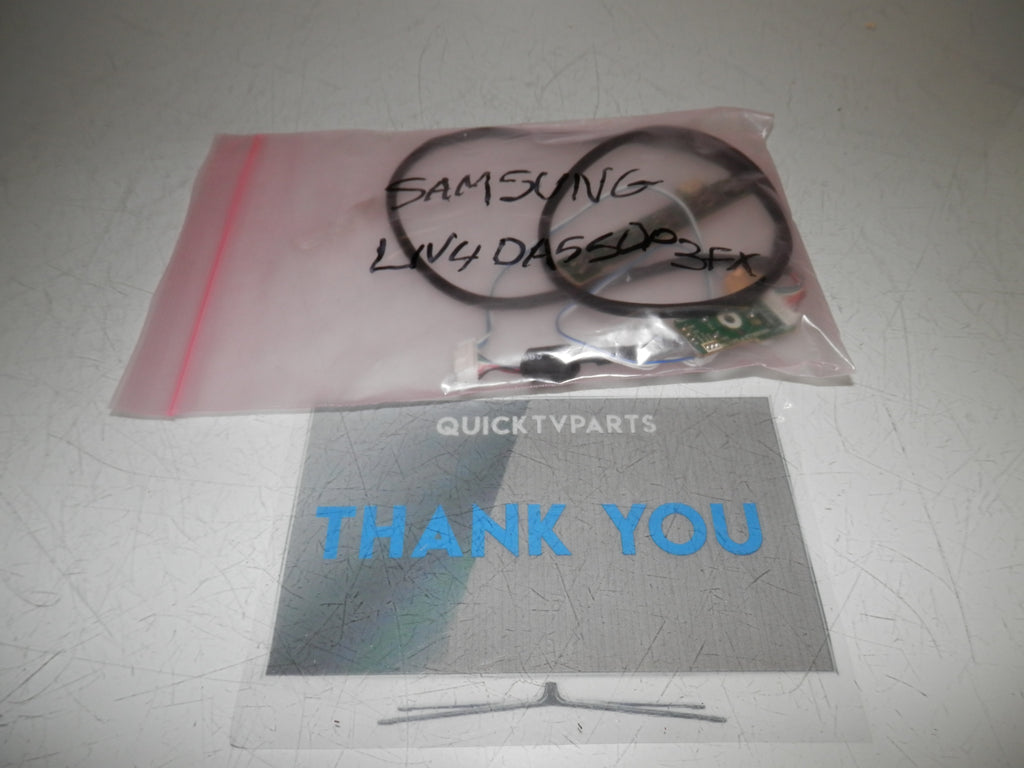 SAMSUNG
LN40A550P3FX
QUICKTVPARTS
THANK YOU